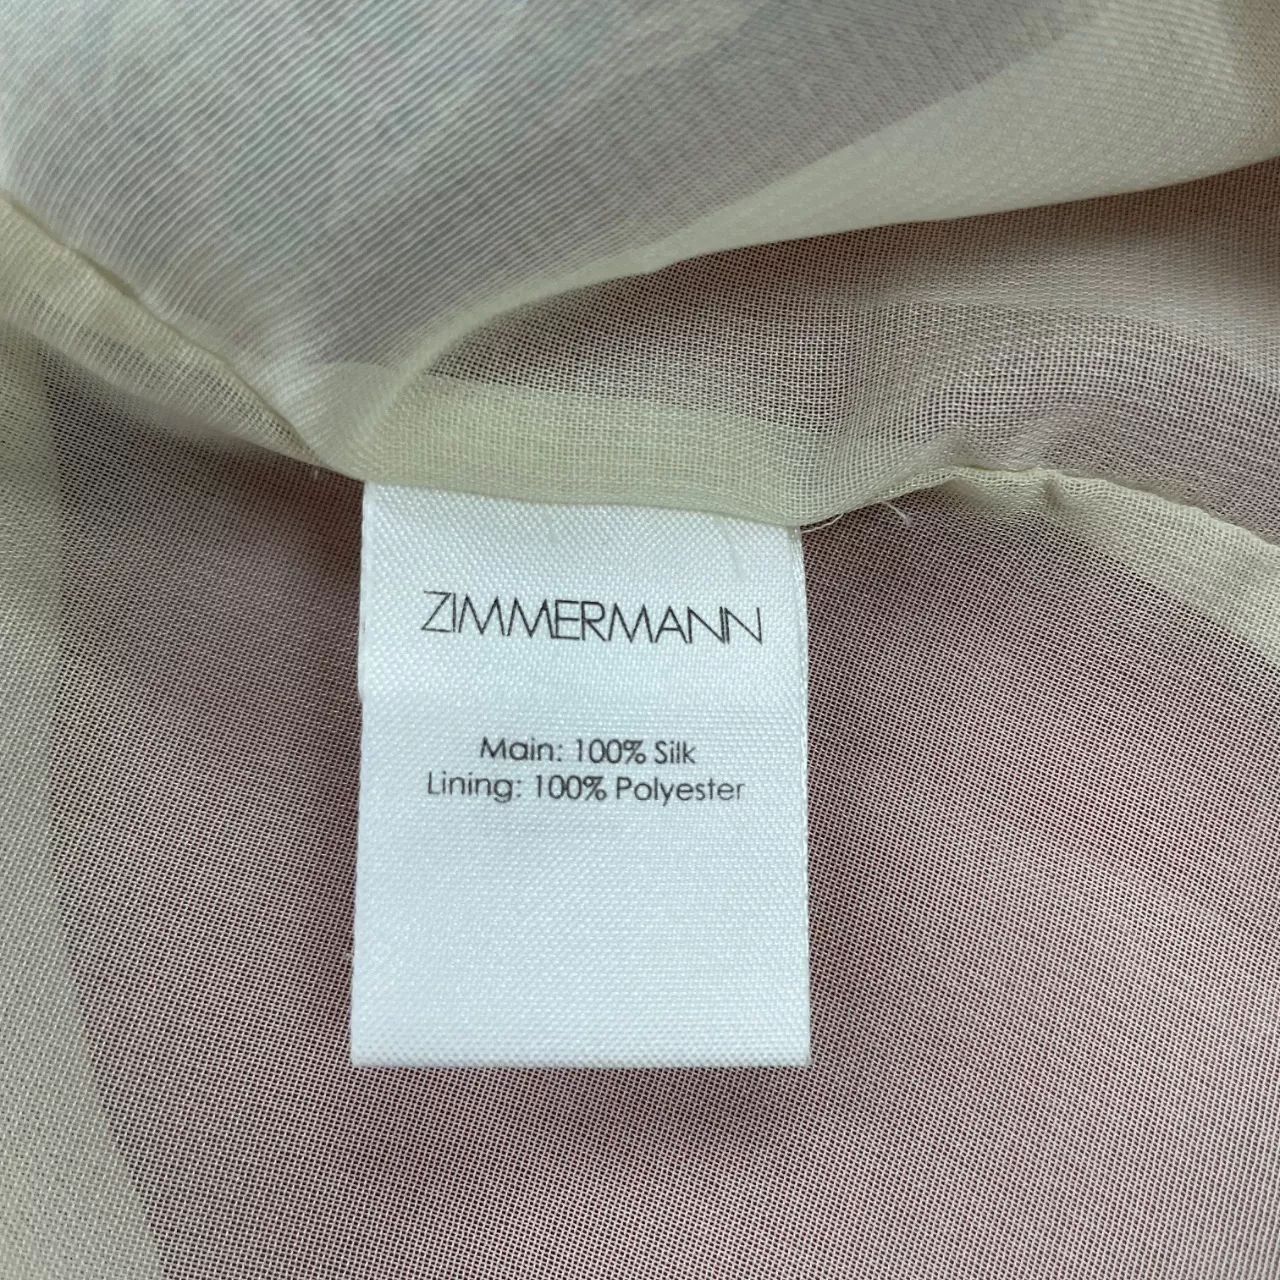 ZIMMERMANN
Main: 100% Silk
Lining: 100% Polyester